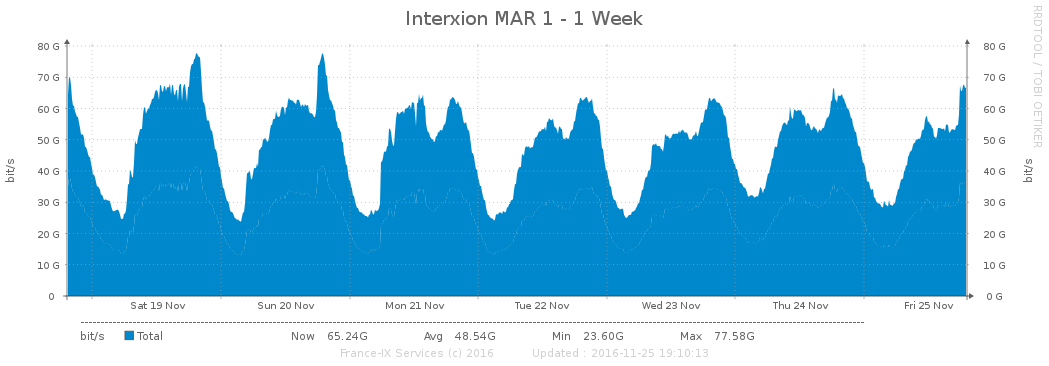 Interxion MAR 1 - 1 Week
RRDTOOL / TOBI OETIKER
bit/s
80 G
70 G
60 G
50 G
40 G
30 G
20 G
10 G
0
80 G
70 G
60 G
50 G
40 G
30 G
20 G
10 G
0 G
bit/s
Sat 19 Nov Sun 20 Nov Mon 21 Nov Tue 22 Nov Wed 23 Nov Thu 24 Nov Fri 25 Nov
bit/s Total Now 65.24G Avg 48.54G Min 23.60G Max 77.58G
France-IX Services (c) 2016 Updated : 2016-11-25 19:10:13